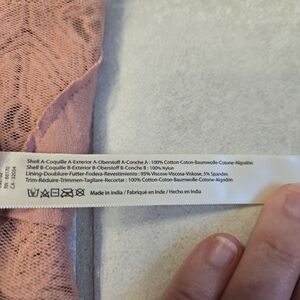 Shell A-Coquille A-Exterior A-Oberstoff A-Conche A : 100% Cotton-Coton-Baumwolle-Cotone-Algodón
Shell B-Coquille B-Exterior B-Oberstoff B-Conche B : 100% Nylon
Lining-Doublure-Futter-Fodera-Revestimiento : 95% Viscose-Viscosa-Viskose, 5% Spandex
Trim-Réduire-Trimmen-Tagliare-Recortar : 100% Cotton-Coton-Baumwolle-Cotone-Algodón
Made in India / Fabriqué en Inde / Hecho en India